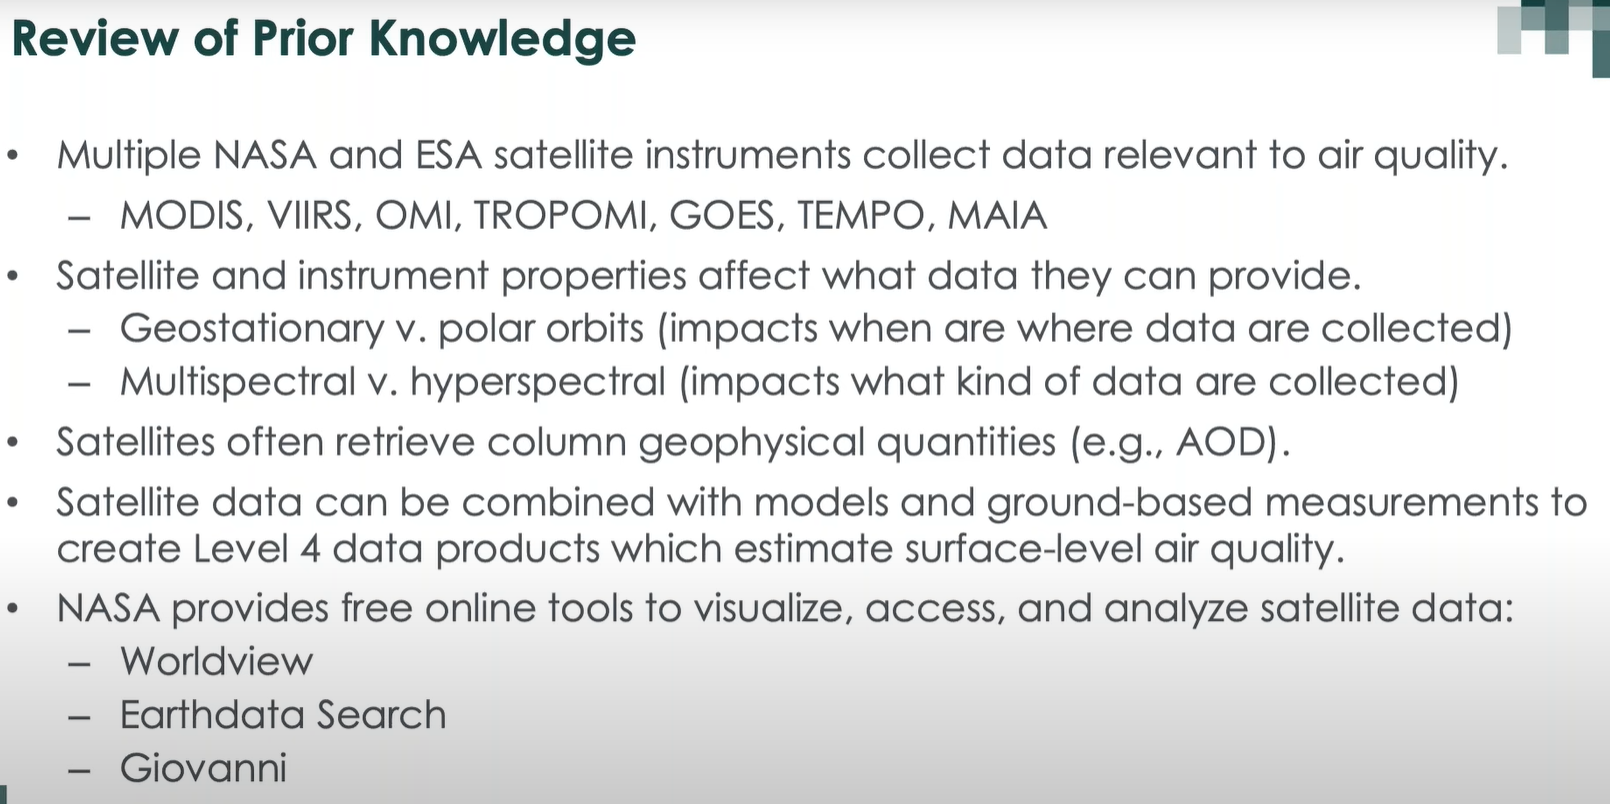 Review of Prior Knowledge
• Multiple NASA and ESA satellite instruments collect data relevant to air quality.
– MODIS, VIIRS, OMI, TROPOMI, GOES, TEMPO, MAIA
• Satellite and instrument properties affect what data they can provide.
– Geostationary v. polar orbits (impacts when are where data are collected)
– Multispectral v. hyperspectral (impacts what kind of data are collected)
• Satellites often retrieve column geophysical quantities (e.g., AOD).
• Satellite data can be combined with models and ground-based measurements to
create Level 4 data products which estimate surface-level air quality.
• NASA provides free online tools to visualize, access, and analyze satellite data:
– Worldview
– Earthdata Search
– Giovanni